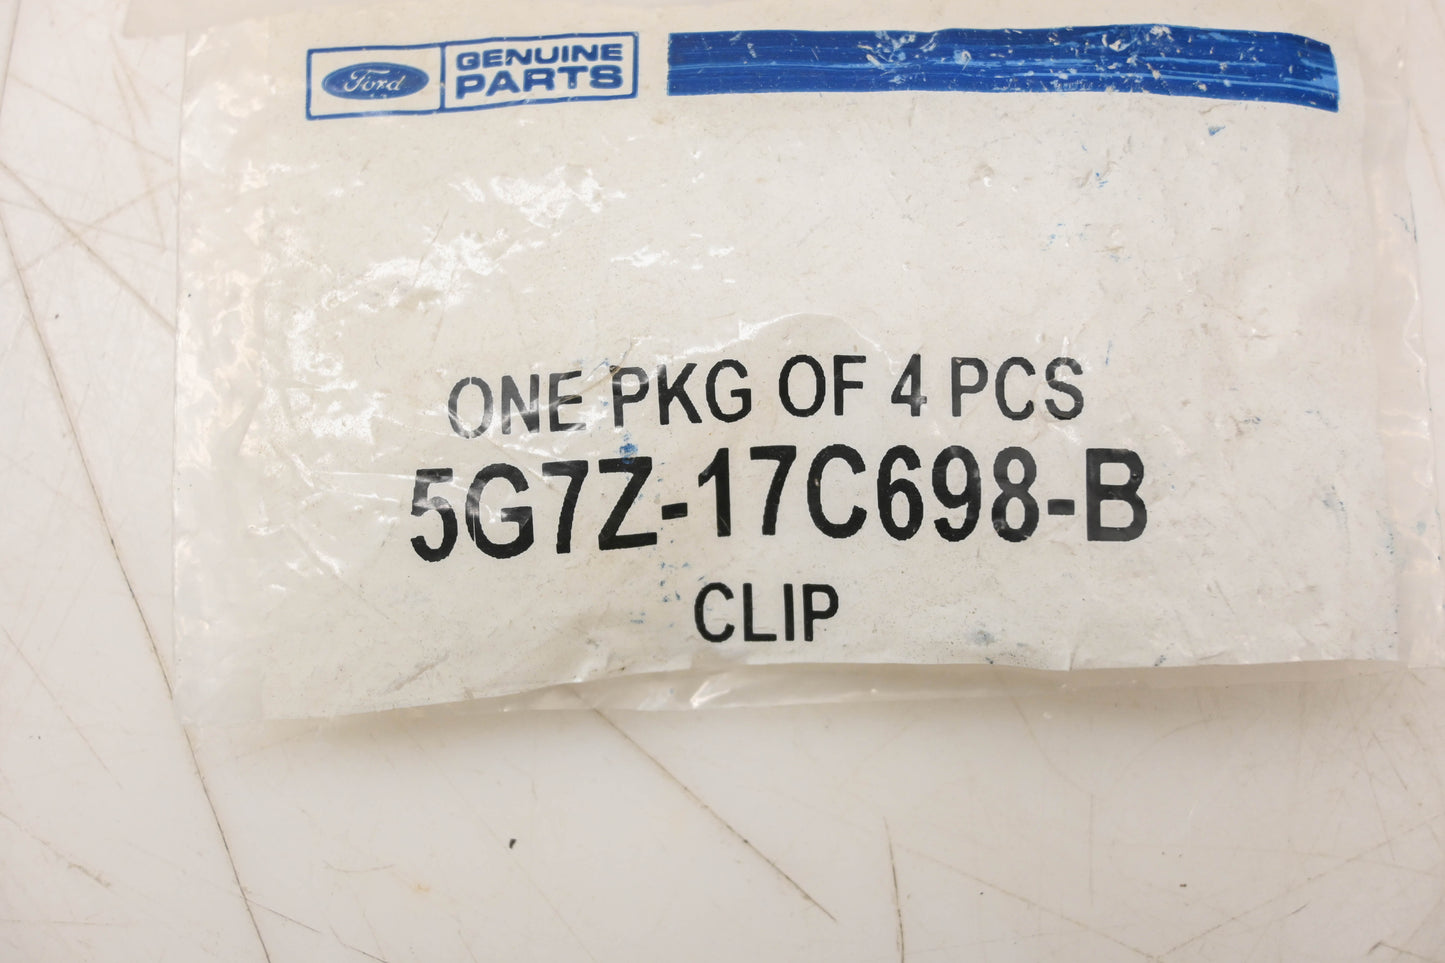 Ford GENUINE
PARTS
ONE PKG OF 4 PCS
5G7Z-17C698-B
CLIP